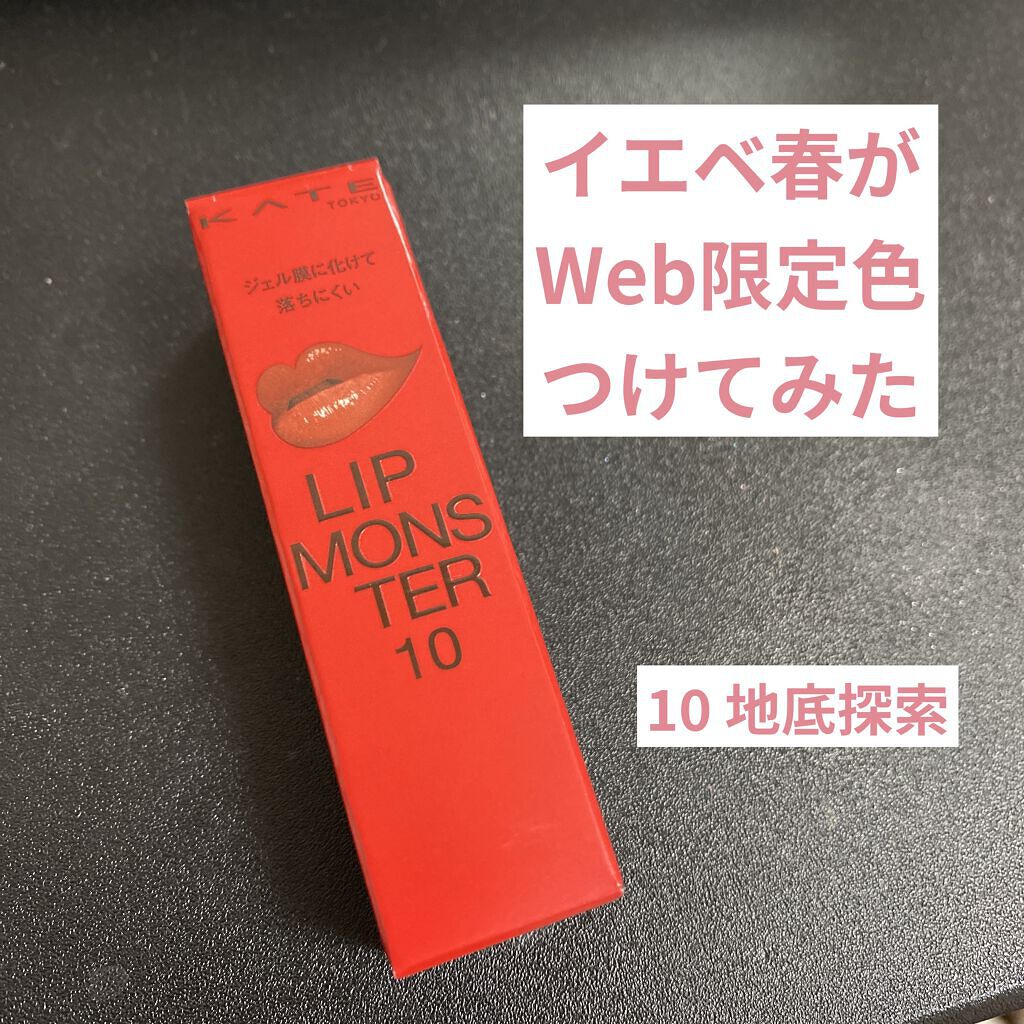 KATE
TOKYO
ジェル膜に化けて
落ちにくい
LIP
MONS
TER
10
イエベ春が
Web限定色
つけてみた
10 地底探索